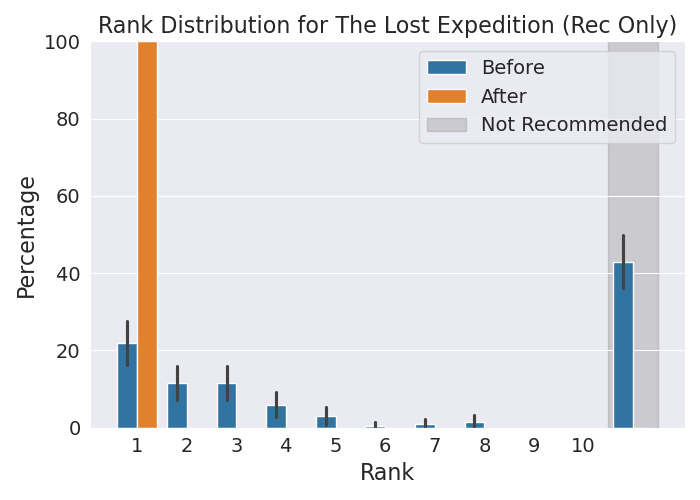 Rank Distribution for The Lost Expedition (Rec Only)
100
80
60
40
20
0
Percentage
Before
After
Not Recommended
1 2 3 4 5 6 7 8 9 10
Rank